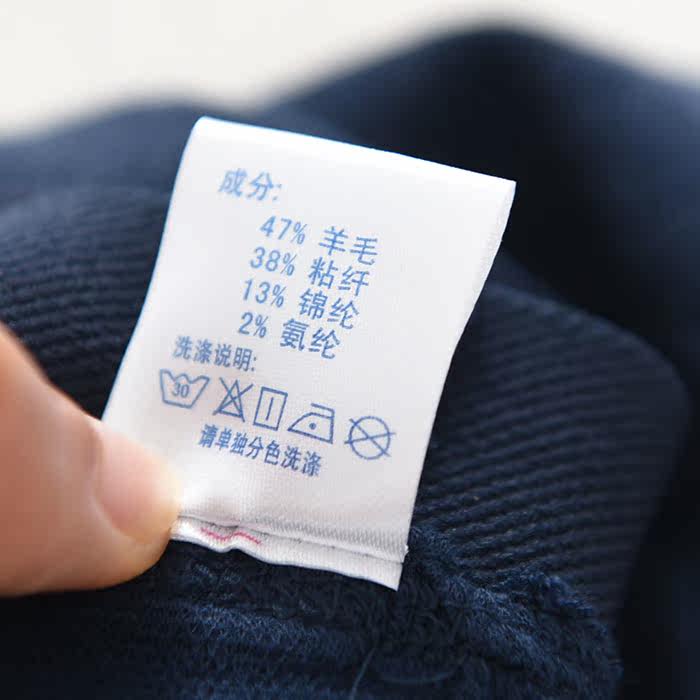 成分:
47% 羊毛
38% 粘纤
13% 锦纶
2% 氨纶
洗涤说明:
30
请单独分色洗涤